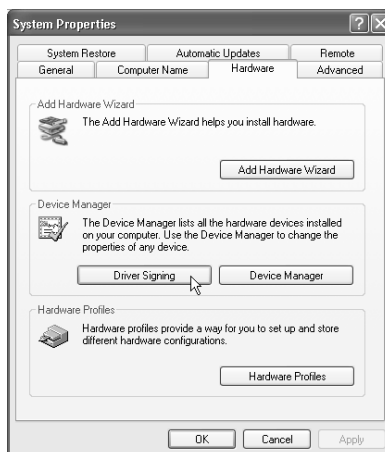 System Properties
System Restore Automatic Updates Remote
General Computer Name Hardware Advanced
Add Hardware Wizard
The Add Hardware Wizard helps you install hardware.
Add Hardware Wizard
Device Manager
The Device Manager lists all the hardware devices installed
on your computer. Use the Device Manager to change the
properties of any device.
Driver Signing Device Manager
Hardware Profiles
Hardware profiles provide a way for you to set up and store
different hardware configurations.
Hardware Profiles
OK Cancel Apply